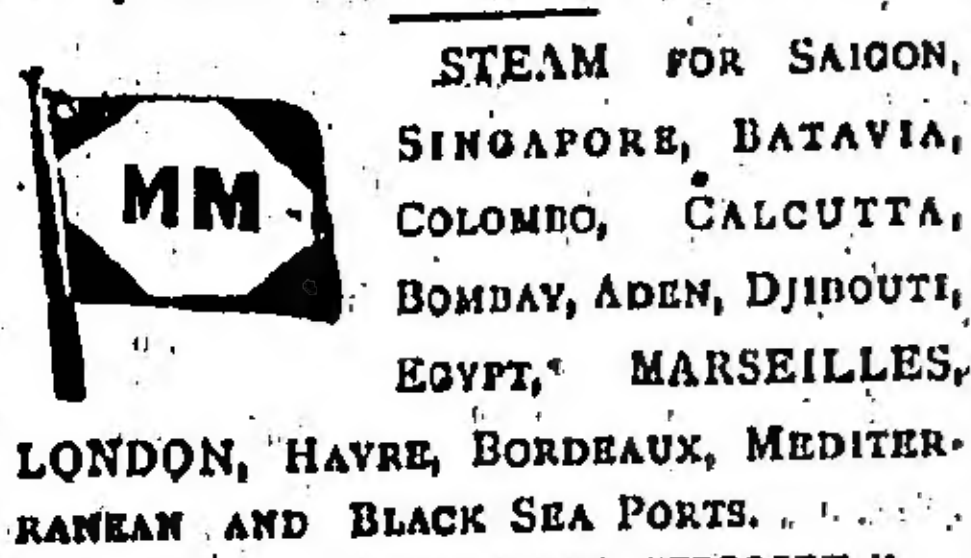 STEAM FOR SAIGON,
MM
SINGAPORE, BATAVIA,
COLOMBO, CALCUTTA,
BOMBAY, ADEN, DJIBOUTI,
EGYPT, MARSEILLES,
LONDON, HAVRE, BORDEAUX, MEDITER-
RANEAN AND BLACK SEA PORTS.